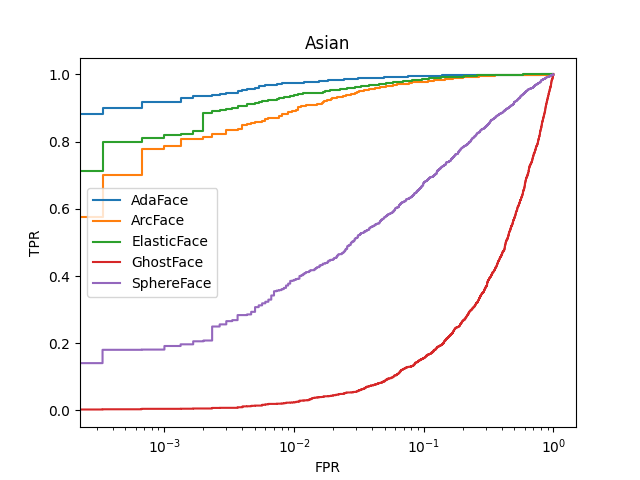 Asian
TPR
1.0
0.8
0.6
0.4
0.2
0.0
AdaFace
ArcFace
ElasticFace
GhostFace
SphereFace
10⁻³
10⁻²
10⁻¹
10⁰
FPR